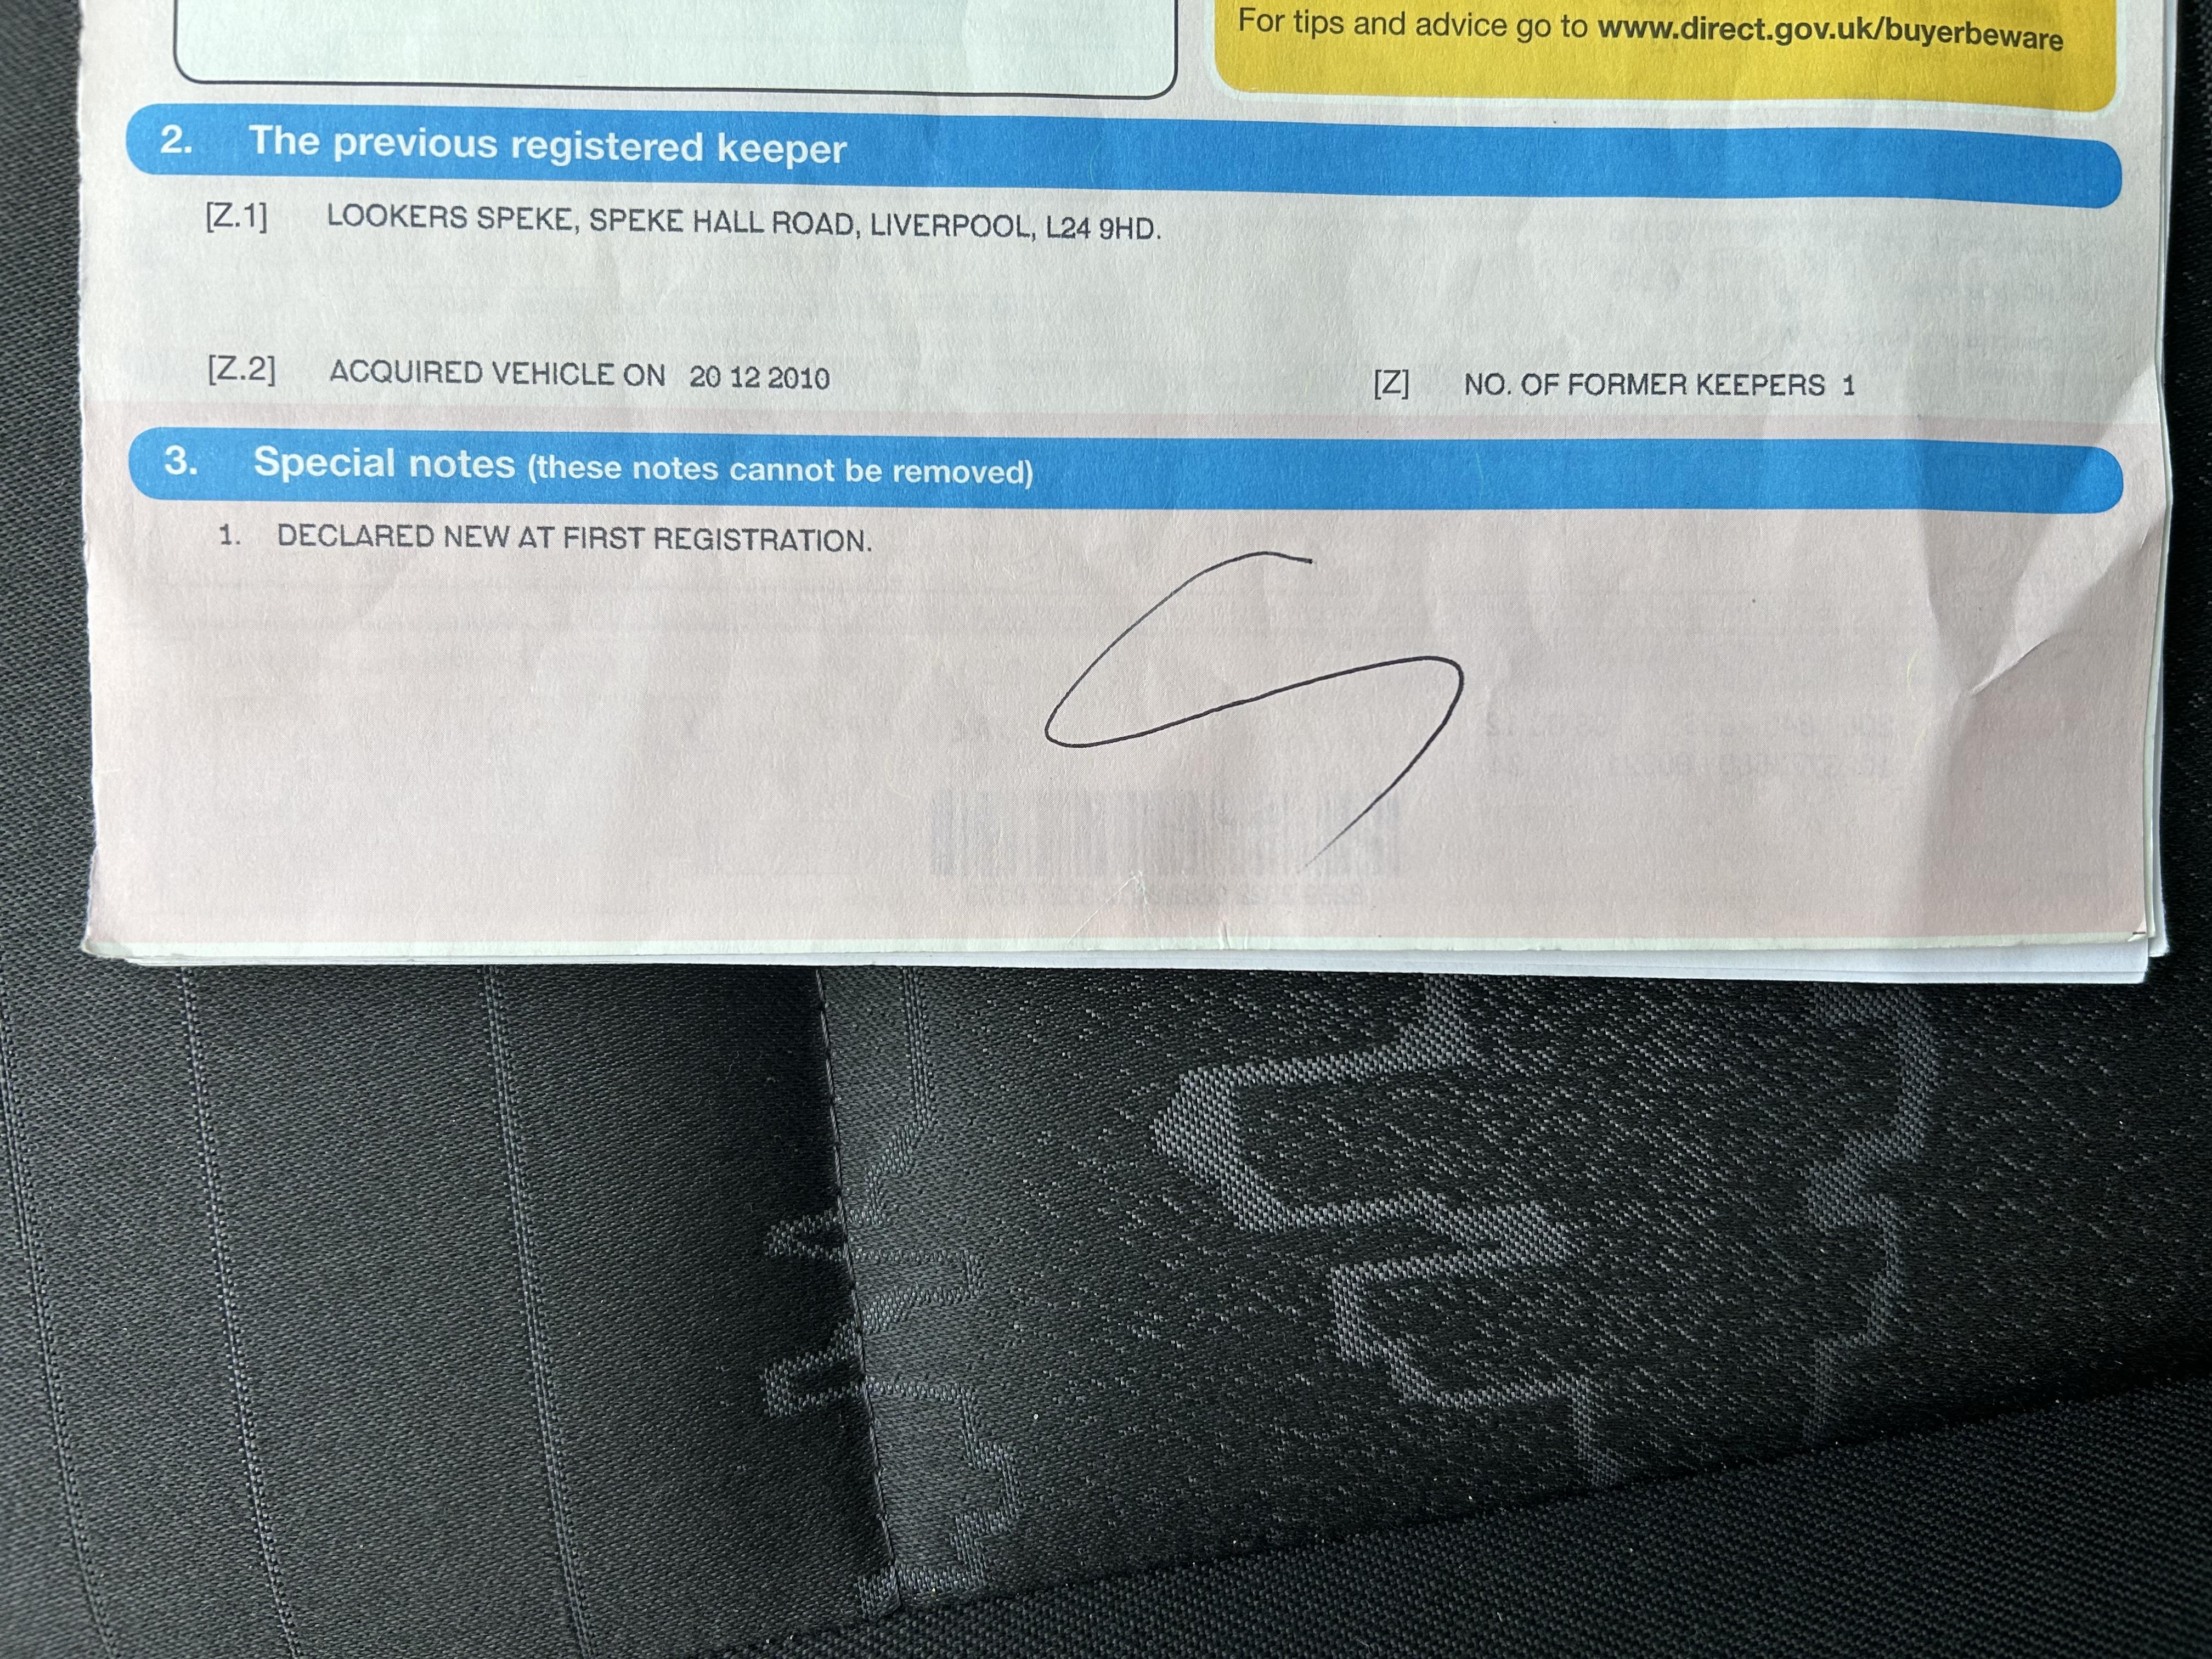 For tips and advice go to www.direct.gov.uk/buyerbeware
2. The previous registered keeper
[Z.1] LOOKERS SPEKE, SPEKE HALL ROAD, LIVERPOOL, L24 9HD.
[Z.2] ACQUIRED VEHICLE ON 20 12 2010 [Z] NO. OF FORMER KEEPERS 1
3. Special notes (these notes cannot be removed)
1. DECLARED NEW AT FIRST REGISTRATION.